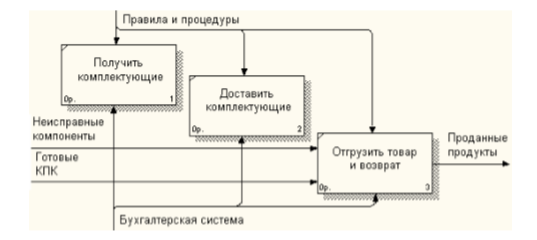 Правила и процедуры
Получить
комплектующие
0р.
1
Доставить
комплектующие
0р.
2
Неисправные
компоненты
Готовые
КПК
Отгрузить товар
и возврат
0р.
3
Проданные
продукты
Бухгалтерская система